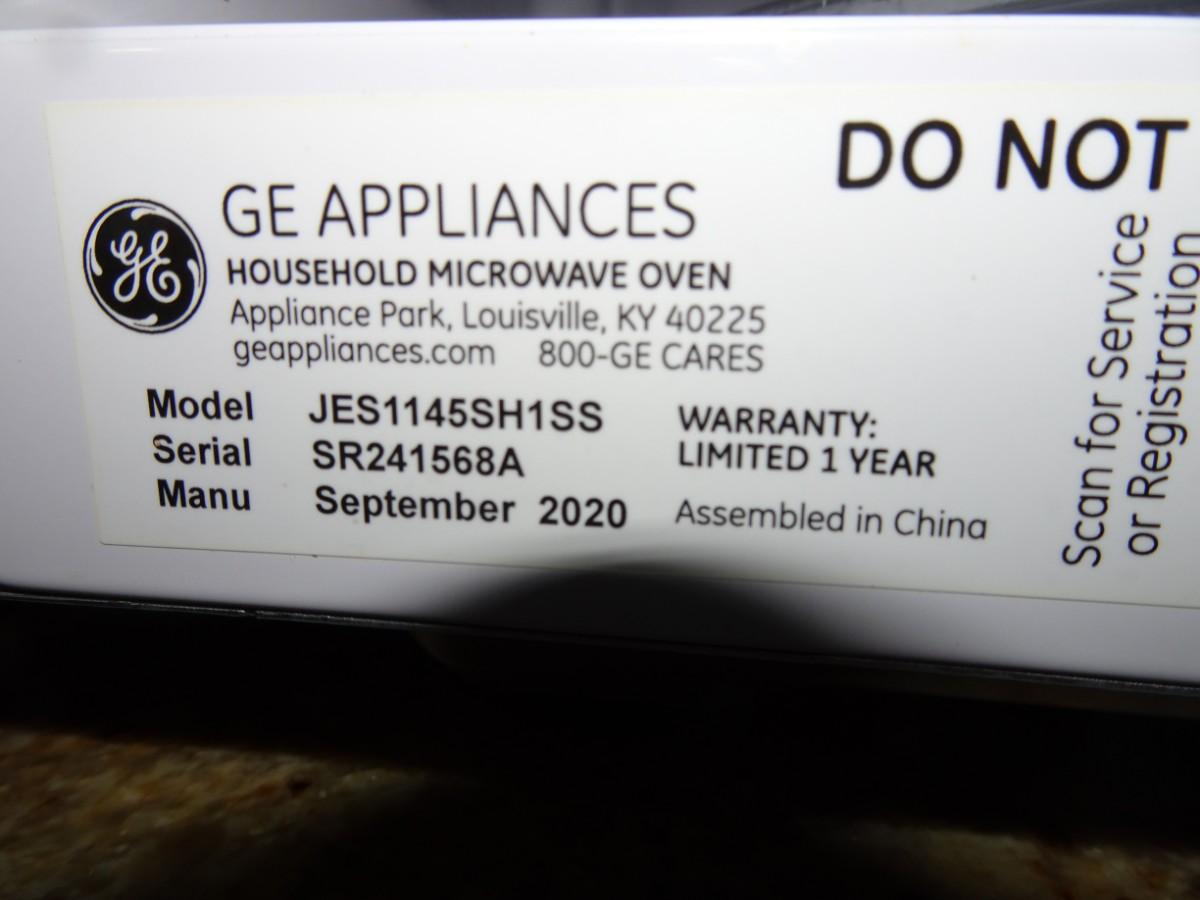 DO NOT
GE
GE APPLIANCES
HOUSEHOLD MICROWAVE OVEN
Appliance Park, Louisville, KY 40225
geappliances.com 800-GE CARES
Model JES1145SH1SS
Serial SR241568A
Manu September 2020
WARRANTY:
LIMITED 1 YEAR
Assembled in China
Scan for Service
or Registration